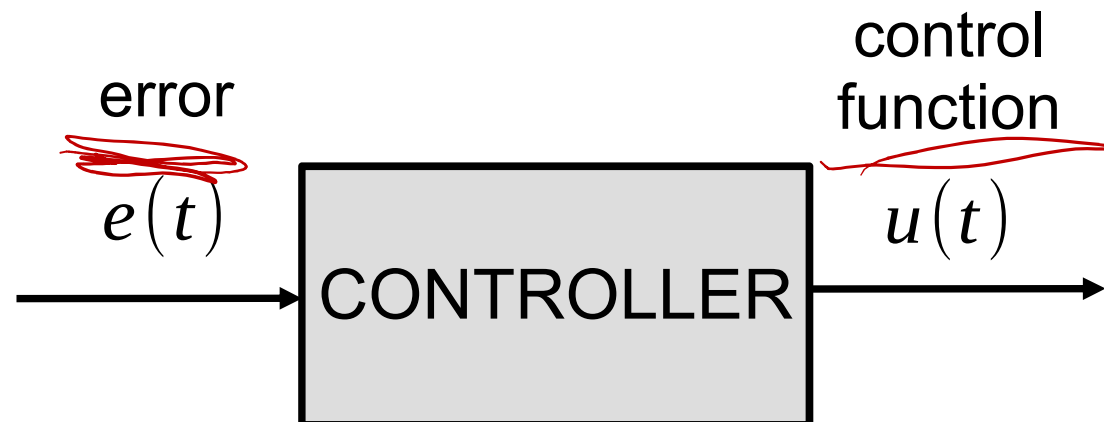 error
e(t)
control
function
u(t)
CONTROLLER